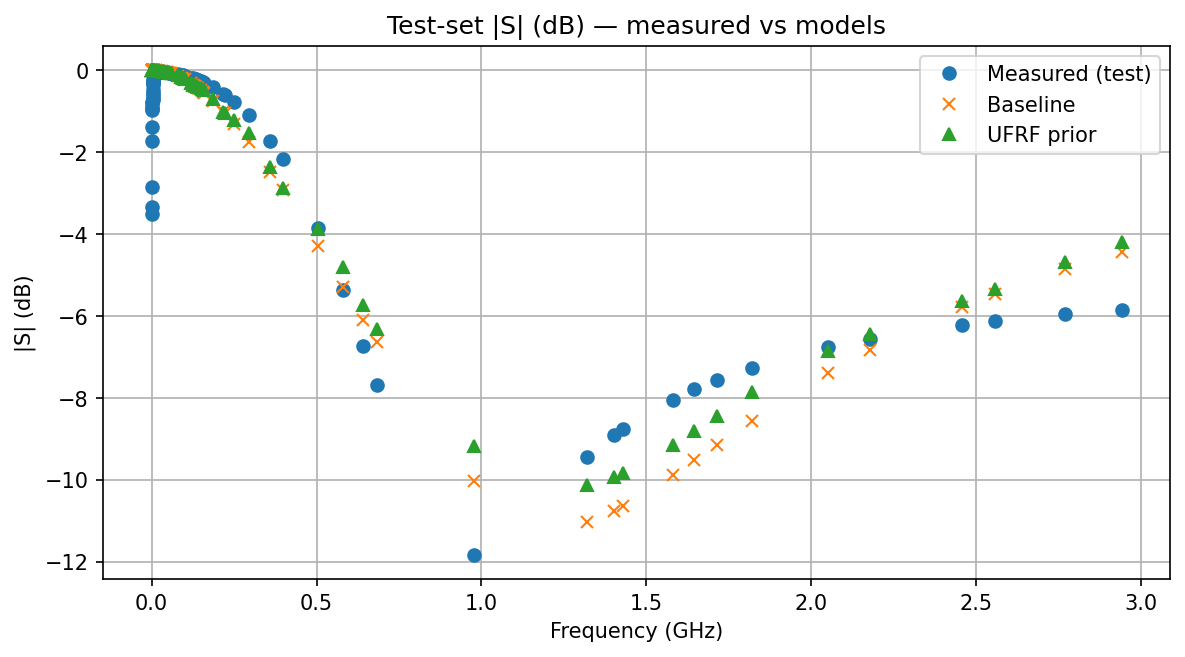 Test-set |S| (dB) — measured vs models
Measured (test)
Baseline
UFRF prior
|S| (dB)
0
−2
−4
−6
−8
−10
−12
0.0 0.5 1.0 1.5 2.0 2.5 3.0
Frequency (GHz)